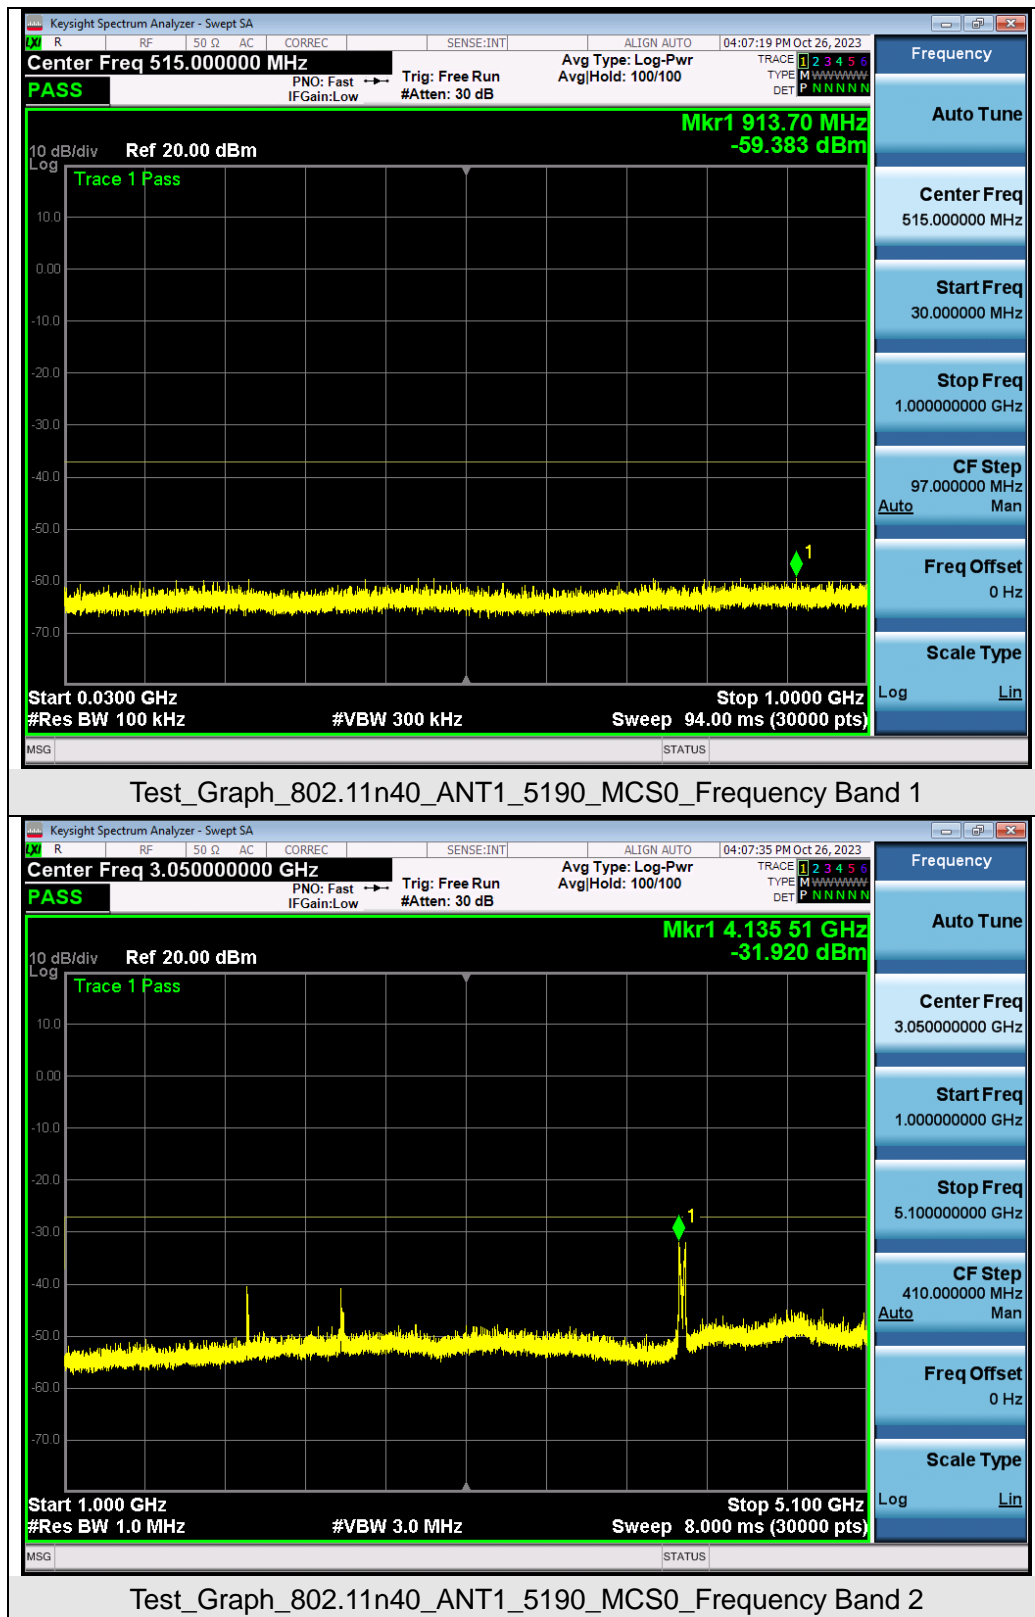 Keysight Spectrum Analyzer - Swept SA
LXI R RF 50 Ω AC CORREC SENSE:INT ALIGN AUTO 04:07:19 PM Oct 26, 2023
Center Freq 515.000000 MHz
PASS
PNO: Fast
IFGain:Low
Trig: Free Run
#Atten: 30 dB
Avg Type: Log-Pwr
Avg|Hold: 100/100
TRACE 1 2 3 4 5 6
TYPE M WWWWW
DET P N N N N N
Mkr1 913.70 MHz
-59.383 dBm
10 dB/div Ref 20.00 dBm
Log
Trace 1 Pass
10.0
0.00
-10.0
-20.0
-30.0
-40.0
-50.0
-60.0
-70.0
1
Start 0.0300 GHz Stop 1.0000 GHz
#Res BW 100 kHz #VBW 300 kHz Sweep 94.00 ms (30000 pts)
MSG STATUS
Frequency
Auto Tune
Center Freq
515.000000 MHz
Start Freq
30.000000 MHz
Stop Freq
1.000000000 GHz
CF Step
97.000000 MHz
Auto Man
Freq Offset
0 Hz
Scale Type
Log Lin
Test_Graph_802.11n40_ANT1_5190_MCS0_Frequency Band 1
Keysight Spectrum Analyzer - Swept SA
LXI R RF 50 Ω AC CORREC SENSE:INT ALIGN AUTO 04:07:35 PM Oct 26, 2023
Center Freq 3.050000000 GHz
PASS
PNO: Fast
IFGain:Low
Trig: Free Run
#Atten: 30 dB
Avg Type: Log-Pwr
Avg|Hold: 100/100
TRACE 1 2 3 4 5 6
TYPE M WWWWW
DET P N N N N N
Mkr1 4.135 51 GHz
-31.920 dBm
10 dB/div Ref 20.00 dBm
Log
Trace 1 Pass
10.0
0.00
-10.0
-20.0
-30.0
-40.0
-50.0
-60.0
-70.0
1
Start 1.000 GHz Stop 5.100 GHz
#Res BW 1.0 MHz #VBW 3.0 MHz Sweep 8.000 ms (30000 pts)
MSG STATUS
Frequency
Auto Tune
Center Freq
3.050000000 GHz
Start Freq
1.000000000 GHz
Stop Freq
5.100000000 GHz
CF Step
410.000000 MHz
Auto Man
Freq Offset
0 Hz
Scale Type
Log Lin
Test_Graph_802.11n40_ANT1_5190_MCS0_Frequency Band 2